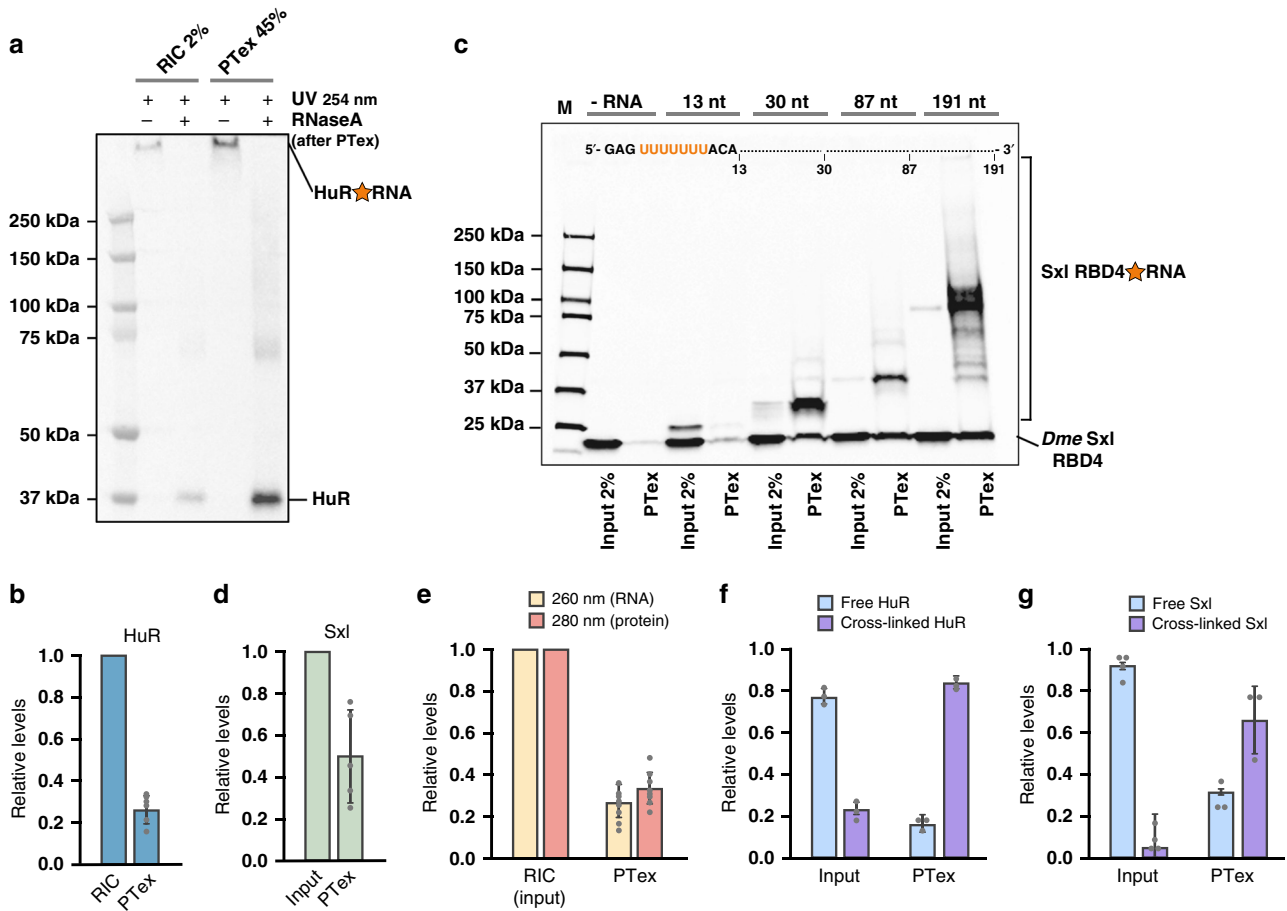 a
RIC 2% PTex 45%
+ + + + UV 254 nm
– + – + RNaseA
(after PTex)
HuR RNA
250 kDa
150 kDa
100 kDa
75 kDa
50 kDa
37 kDa
HuR
c
M - RNA 13 nt 30 nt 87 nt 191 nt
5′- GAG UUUUUUUACA - 3′
13 30 87 191
250 kDa
150 kDa
100 kDa
75 kDa
50 kDa
37 kDa
25 kDa
Sxl RBD4 RNA
Dme Sxl
RBD4
Input 2% PTex Input 2% PTex Input 2% PTex Input 2% PTex Input 2% PTex
b
HuR
Relative levels
1.0
0.8
0.6
0.4
0.2
0.0
RIC PTex
d
Sxl
Relative levels
1.0
0.8
0.6
0.4
0.2
0.0
Input PTex
e
260 nm (RNA)
280 nm (protein)
Relative levels
1.0
0.8
0.6
0.4
0.2
0.0
RIC PTex
(input)
f
Free HuR
Cross-linked HuR
Relative levels
1.0
0.8
0.6
0.4
0.2
0.0
Input PTex
g
Free Sxl
Cross-linked Sxl
Relative levels
1.0
0.8
0.6
0.4
0.2
0.0
Input PTex